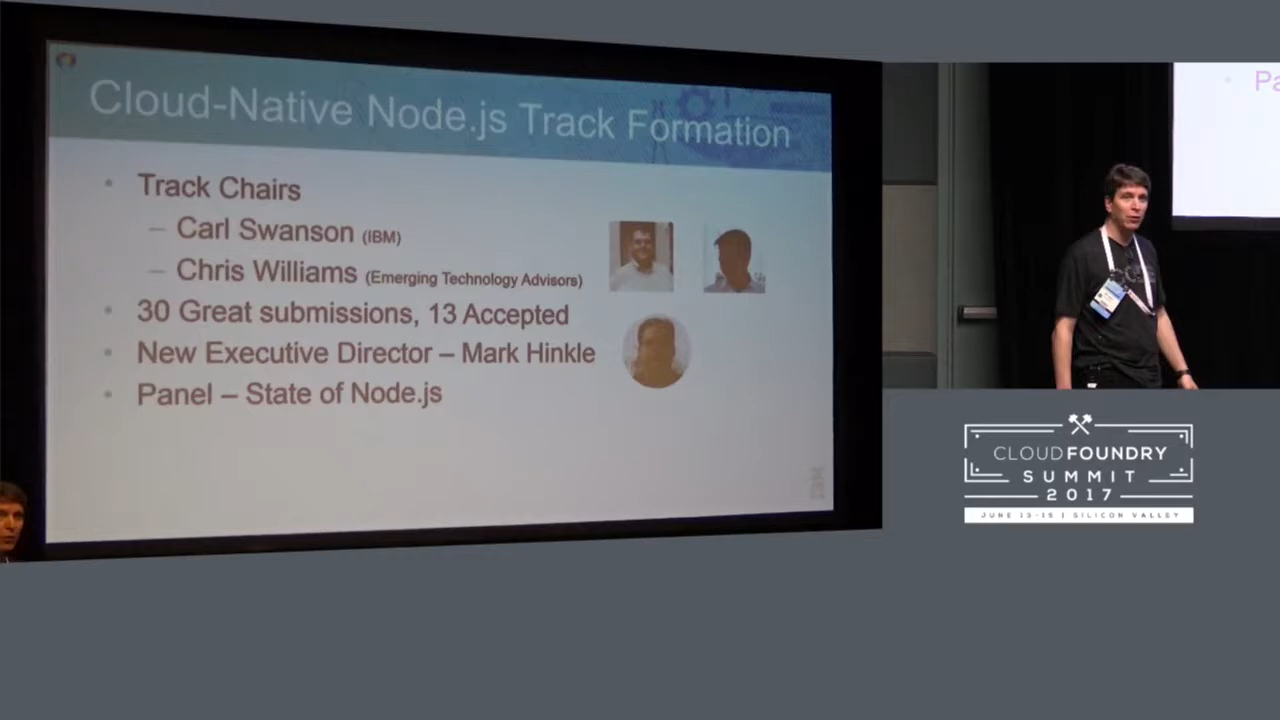 Cloud-Native Node.js Track Formation
• Track Chairs
– Carl Swanson (IBM)
– Chris Williams (Emerging Technology Advisors)
• 30 Great submissions, 13 Accepted
• New Executive Director – Mark Hinkle
• Panel – State of Node.js
IBM
Pa
CLOUD FOUNDRY
SUMMIT
2017
JUNE 13-15 | SILICON VALLEY